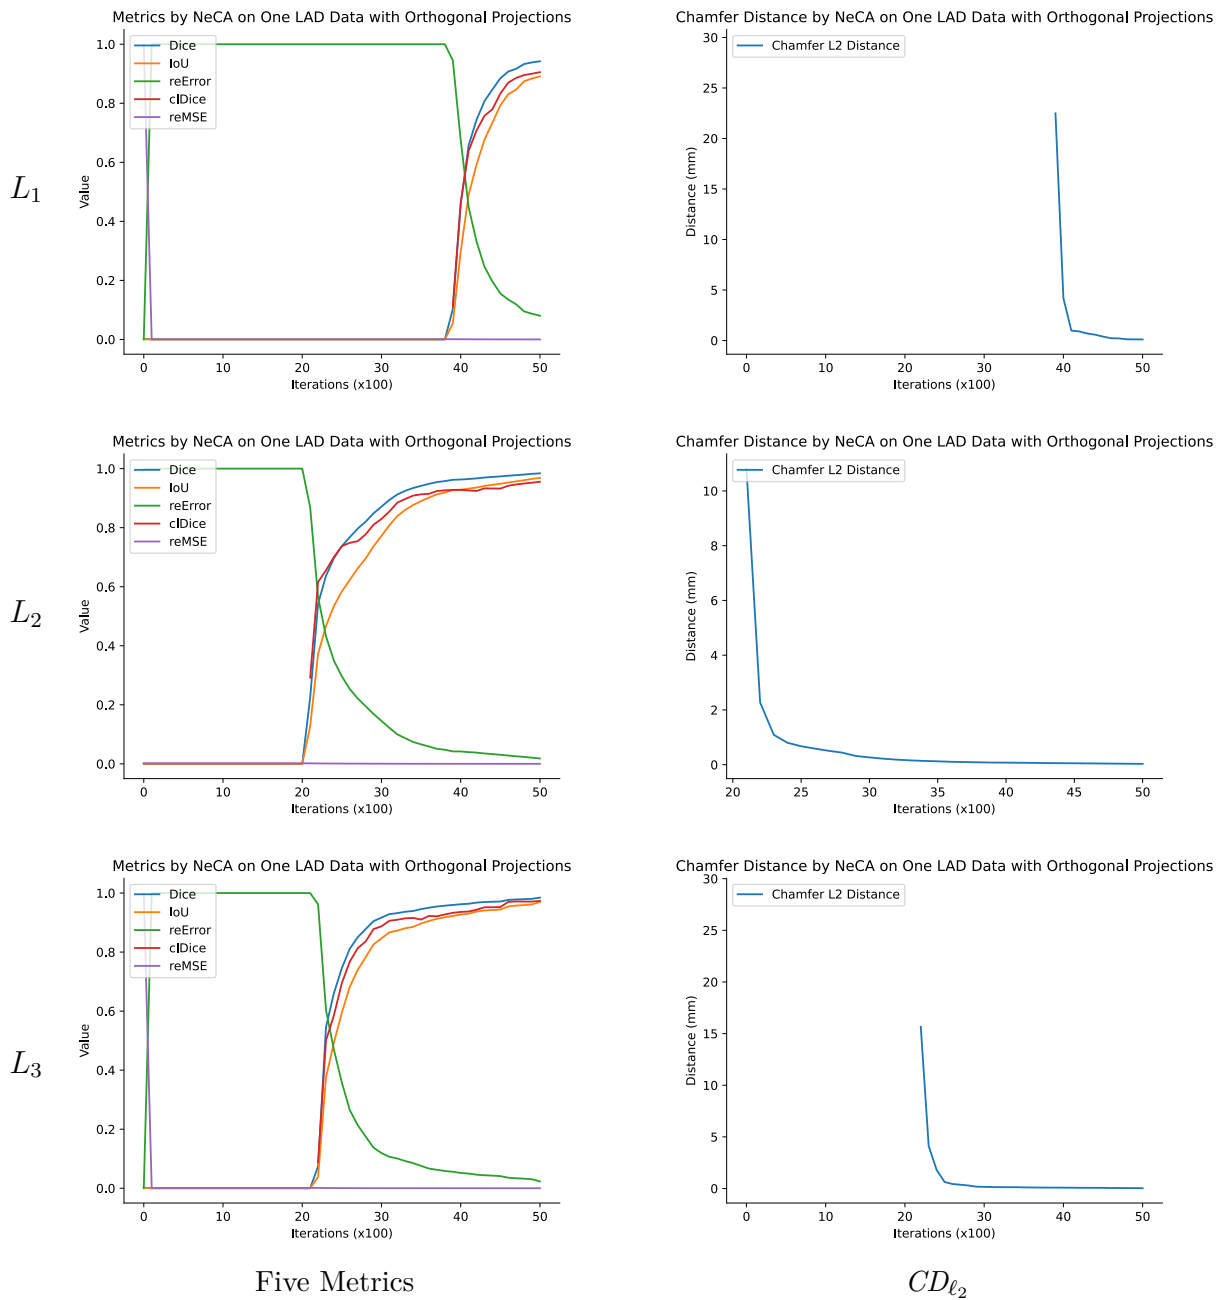 Metrics by NeCA on One LAD Data with Orthogonal Projections
1.0
0.8
0.6
0.4
0.2
0.0
Value
Dice
IoU
reError
clDice
reMSE
0 10 20 30 40 50
Iterations (x100)
Chamfer Distance by NeCA on One LAD Data with Orthogonal Projections
30
25
20
15
10
5
0
Distance (mm)
Chamfer L2 Distance
0 10 20 30 40 50
Iterations (x100)
L1
Metrics by NeCA on One LAD Data with Orthogonal Projections
1.0
0.8
0.6
0.4
0.2
0.0
Value
Dice
IoU
reError
clDice
reMSE
0 10 20 30 40 50
Iterations (x100)
Chamfer Distance by NeCA on One LAD Data with Orthogonal Projections
10
8
6
4
2
0
Distance (mm)
Chamfer L2 Distance
20 25 30 35 40 45 50
Iterations (x100)
L2
Metrics by NeCA on One LAD Data with Orthogonal Projections
1.0
0.8
0.6
0.4
0.2
0.0
Value
Dice
IoU
reError
clDice
reMSE
0 10 20 30 40 50
Iterations (x100)
Chamfer Distance by NeCA on One LAD Data with Orthogonal Projections
30
25
20
15
10
5
0
Distance (mm)
Chamfer L2 Distance
0 10 20 30 40 50
Iterations (x100)
L3
Five Metrics
CDℓ2